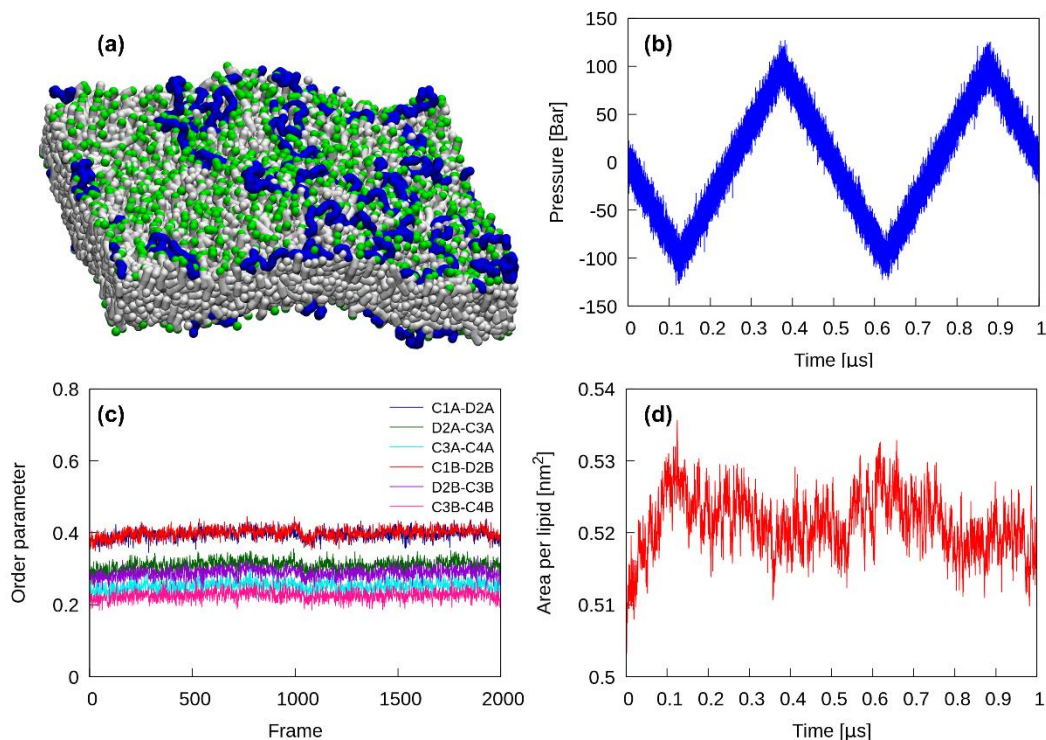 (a)
(b)
150
100
50
0
-50
-100
-150
Pressure [Bar]
0 0.1 0.2 0.3 0.4 0.5 0.6 0.7 0.8 0.9 1
Time [µs]
(c)
0.8
0.6
0.4
0.2
0
Order parameter
C1A-D2A
D2A-C3A
C3A-C4A
C1B-D2B
D2B-C3B
C3B-C4B
0 500 1000 1500 2000
Frame
(d)
0.54
0.53
0.52
0.51
0.5
Area per lipid [nm²]
0 0.1 0.2 0.3 0.4 0.5 0.6 0.7 0.8 0.9 1
Time [µs]